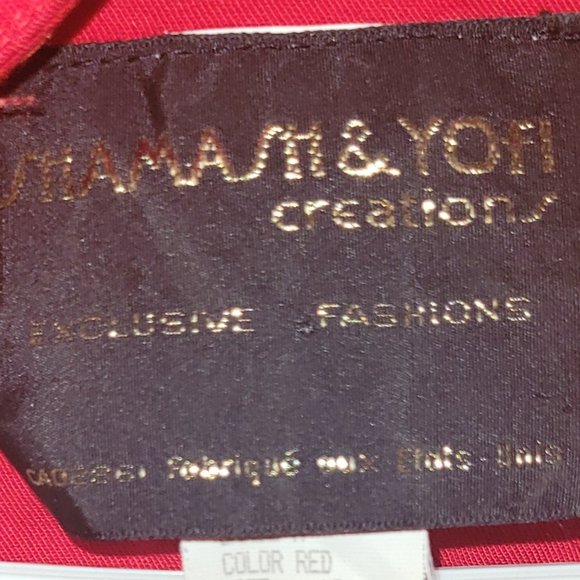 SHAMASH & YOFI
creations
EXCLUSIVE FASHIONS
Fabriqué aux Etats-Unis
COLOR RED